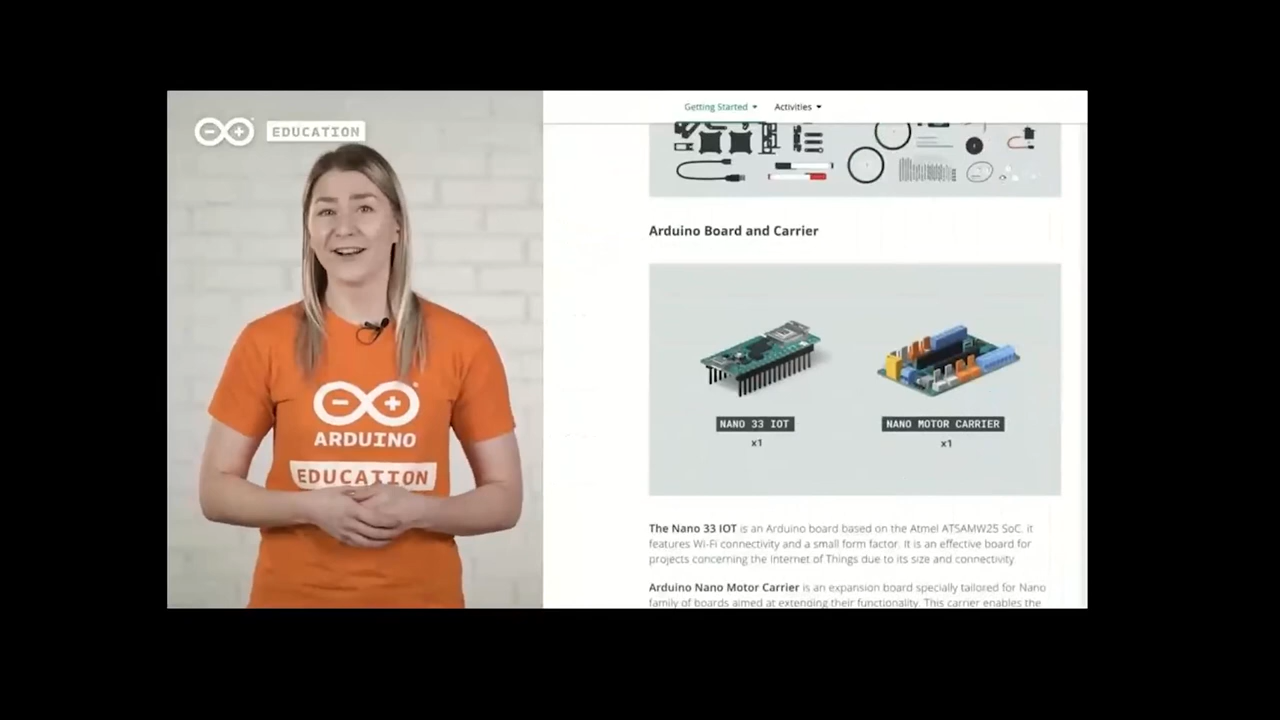 EDUCATION
ARDUINO
EDUCATION
Getting Started Activities
Arduino Board and Carrier
NANO 33 IOT NANO MOTOR CARRIER
x1 x1
The Nano 33 IOT is an Arduino board based on the Atmel ATSAMW25 SoC. it
features Wi-Fi connectivity and a small form factor. It is an effective board for
projects concerning the Internet of Things due to its size and connectivity
Arduino Nano Motor Carrier is an expansion board specially tailored for Nano
family of boards aimed at extending their functionality. This carrier enables the